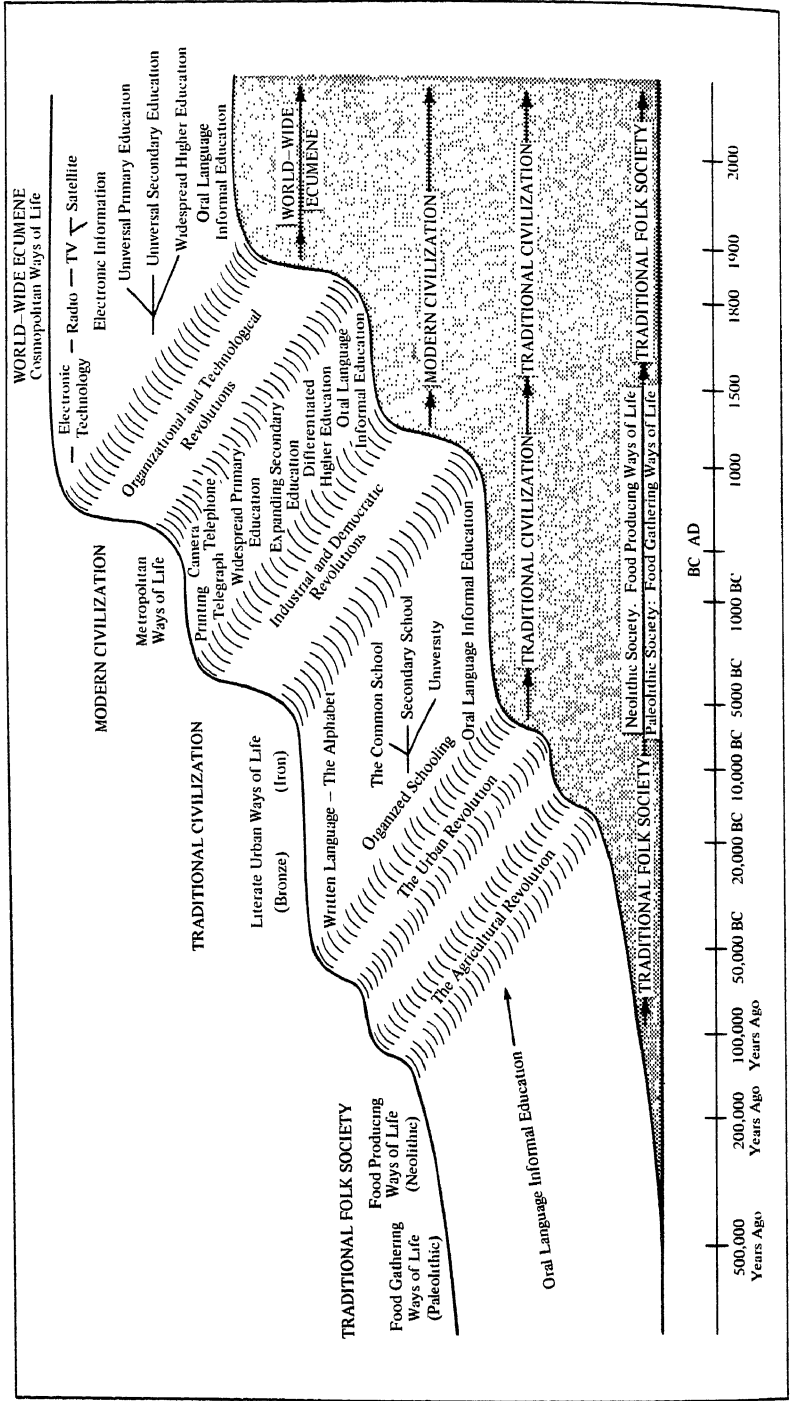 WORLD–WIDE ECUMENE
Cosmopolitan Ways of Life
Electronic — Radio — TV — Satellite
Technology
Electronic Information
Universal Primary Education
Universal Secondary Education
Widespread Higher Education
Oral Language
Informal Education
Organizational and Technological
Revolutions
MODERN CIVILIZATION
Metropolitan
Ways of Life
Printing Camera
Telegraph Telephone
Widespread Primary
Education
Expanding Secondary
Education
Differentiated
Higher Education
Oral Language
Informal Education
Industrial and Democratic
Revolutions
TRADITIONAL CIVILIZATION
Literate Urban Ways of Life
(Bronze) (Iron)
Written Language – The Alphabet
The Common School
Secondary School
University
Organized Schooling
Oral Language Informal Education
The Urban Revolution
The Agricultural Revolution
TRADITIONAL FOLK SOCIETY
Food Gathering
Ways of Life
(Paleolithic)
Food Producing
Ways of Life
(Neolithic)
Oral Language Informal Education
WORLD–WIDE
ECUMENE
MODERN CIVILIZATION
TRADITIONAL CIVILIZATION
TRADITIONAL CIVILIZATION
TRADITIONAL FOLK SOCIETY
Neolithic Society. Food Producing Ways of Life
Paleolithic Society: Food Gathering Ways of Life
TRADITIONAL FOLK SOCIETY
BC AD
500,000
Years Ago
200,000
Years Ago
100,000
Years Ago
50,000 BC
20,000 BC
10,000 BC
5000 BC
1000 BC
1000
1500
1800
1900
2000